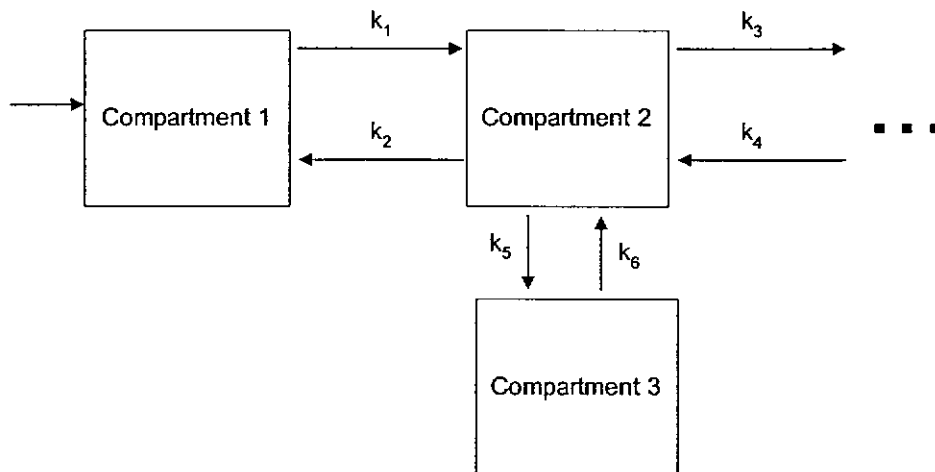 k₁
k₃
Compartment 1
Compartment 2
k₂
k₄
k₅
k₆
Compartment 3